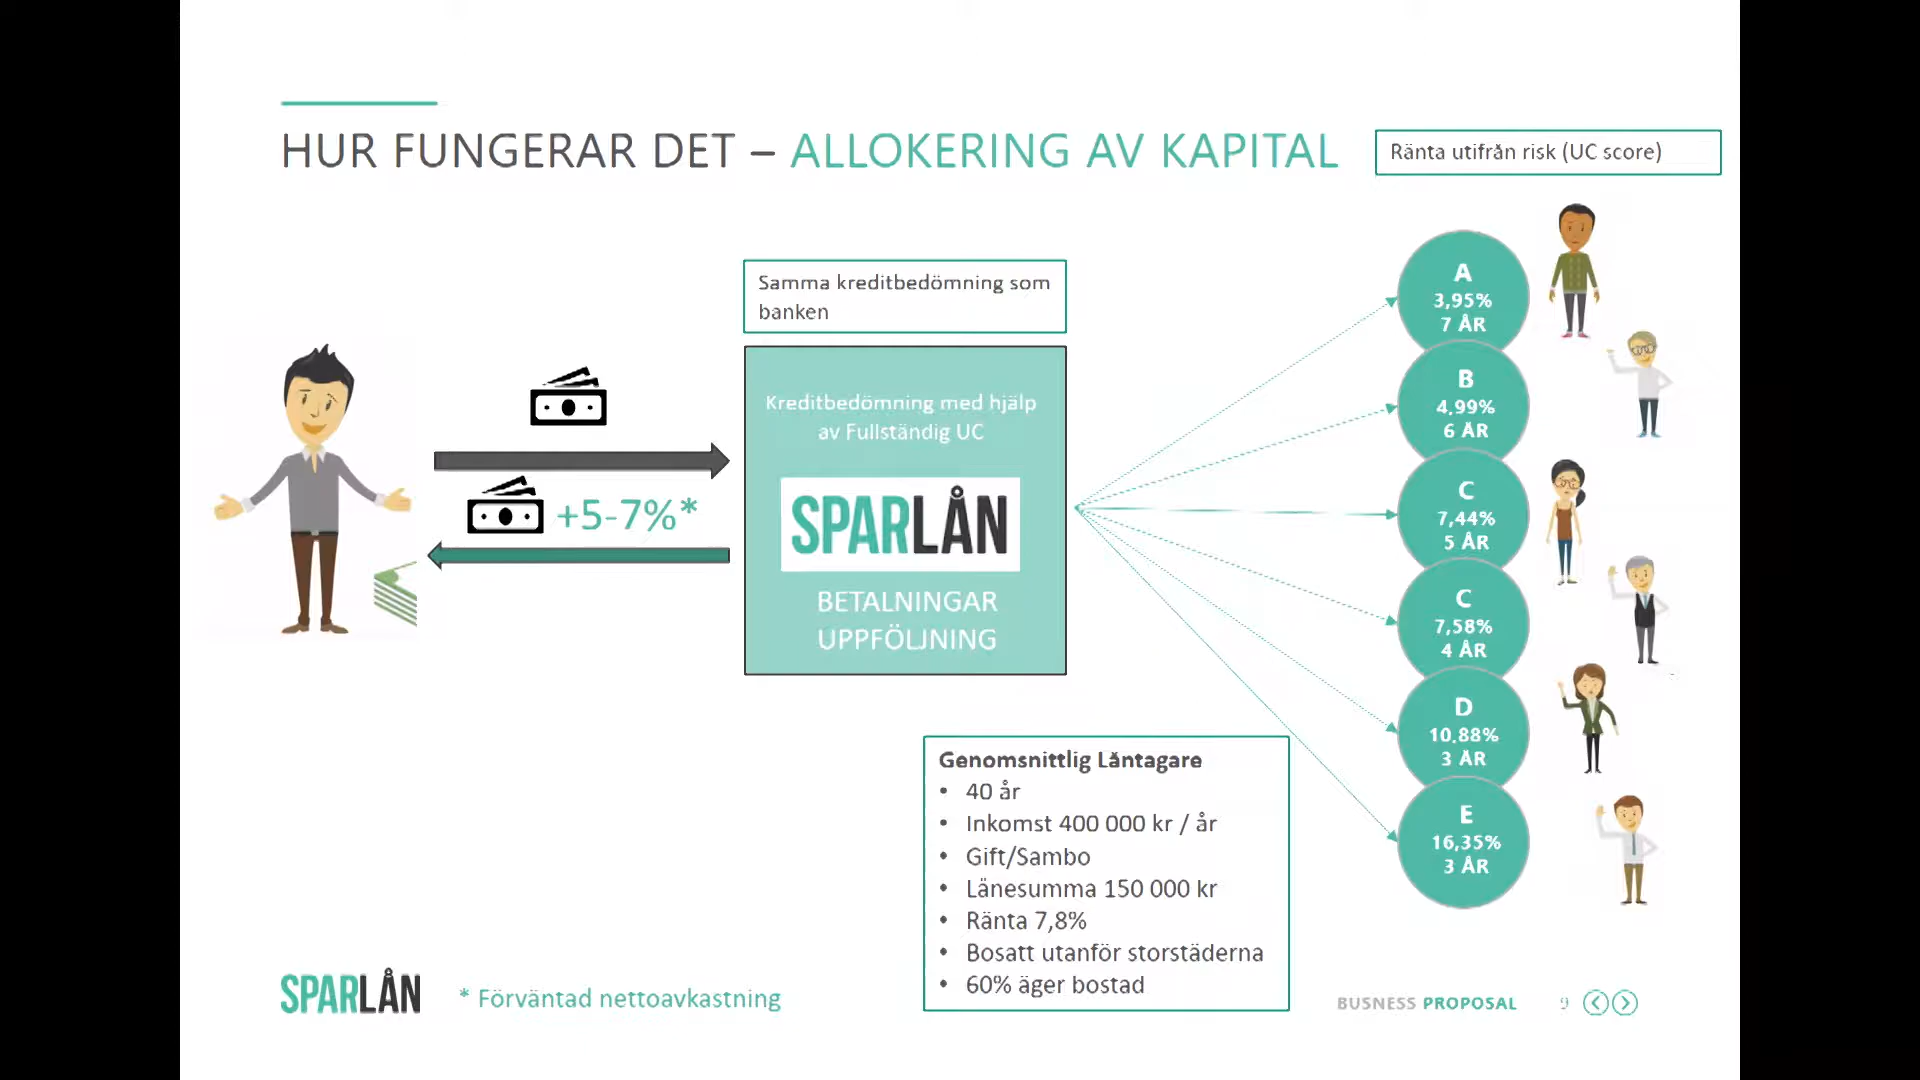 HUR FUNGERAR DET – ALLOKERING AV KAPITAL
Ränta utifrån risk (UC score)
Samma kreditbedömning som
banken
Kreditbedömning med hjälp
av Fullständig UC
SPARLÅN
BETALNINGAR
UPPFÖLJNING
+5-7%*
A
3,95%
7 ÅR
B
4,99%
6 ÅR
C
7,44%
5 ÅR
C
7,58%
4 ÅR
D
10,88%
3 ÅR
E
16,35%
3 ÅR
Genomsnittlig Låntagare
• 40 år
• Inkomst 400 000 kr / år
• Gift/Sambo
• Lånesumma 150 000 kr
• Ränta 7,8%
• Bosatt utanför storstäderna
• 60% äger bostad
SPARLÅN
* Förväntad nettoavkastning
BUSNESS PROPOSAL
9